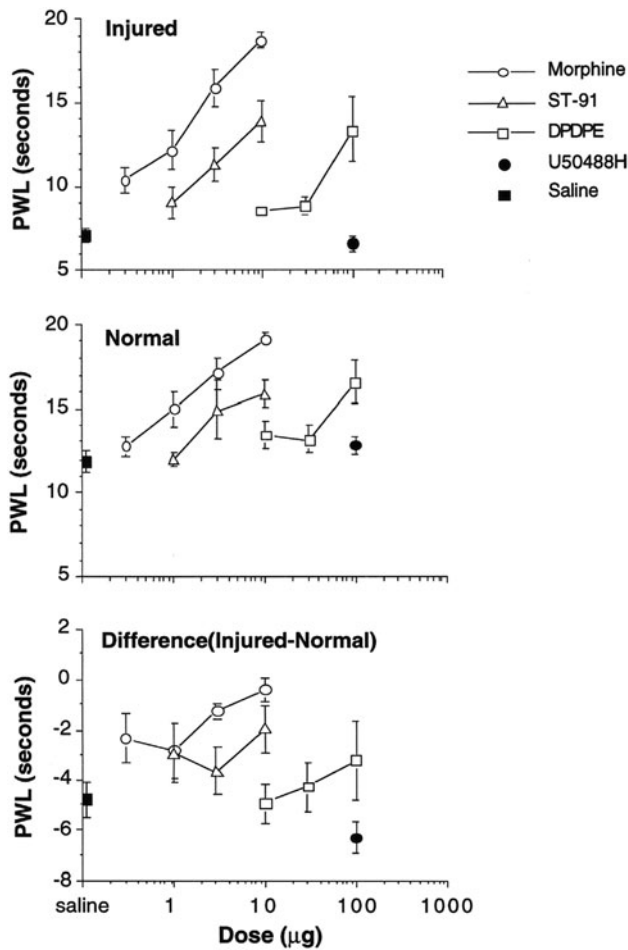 Injured
20
15
10
5
PWL (seconds)
Morphine
ST-91
DPDPE
U50488H
Saline
Normal
20
15
10
5
PWL (seconds)
Difference(Injured-Normal)
2
0
-2
-4
-6
-8
PWL (seconds)
saline 1 10 100 1000
Dose (µg)